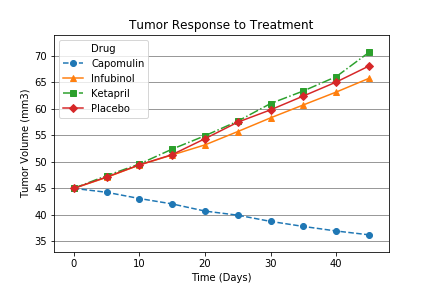 Tumor Response to Treatment
Drug
Capomulin
Infubinol
Ketapril
Placebo
Tumor Volume (mm3)
70
65
60
55
50
45
40
35
0 10 20 30 40
Time (Days)